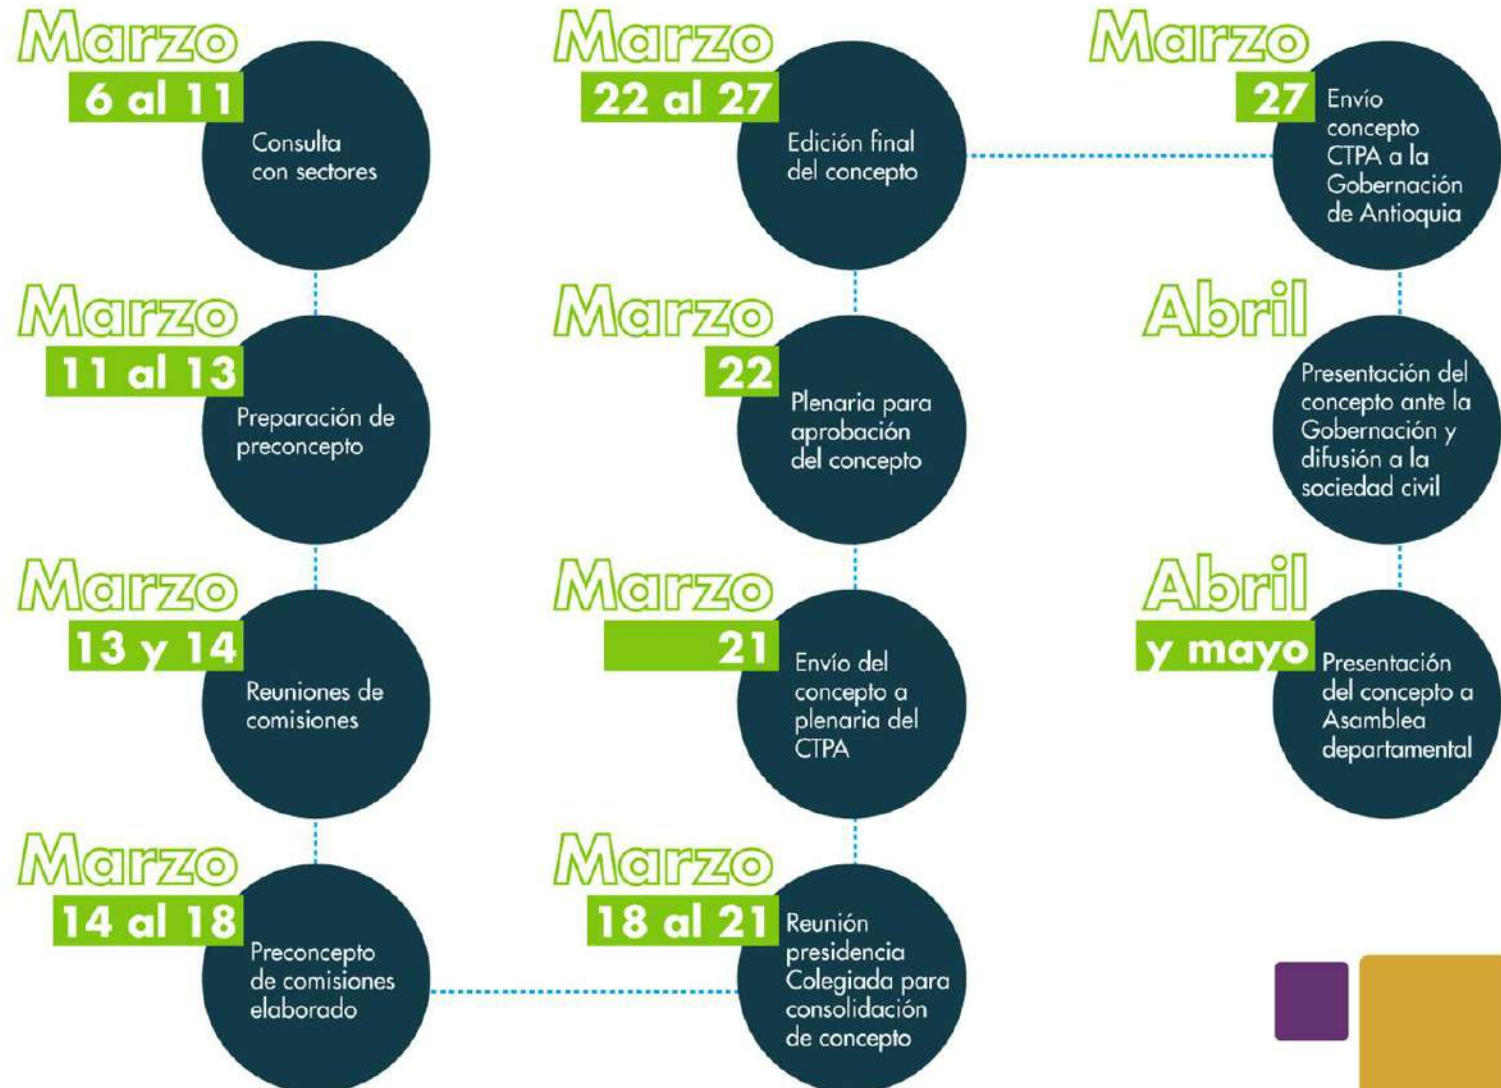 Marzo
6 al 11
Consulta
con sectores
Marzo
11 al 13
Preparación de
preconcepto
Marzo
13 y 14
Reuniones de
comisiones
Marzo
14 al 18
Preconcepto
de comisiones
elaborado
Marzo
18 al 21
Reunión
presidencia
Colegiada para
consolidación
de concepto
Marzo
21
Envío del
concepto a
plenaria del
CTPA
Marzo
22
Plenaria para
aprobación
del concepto
Marzo
22 al 27
Edición final
del concepto
Marzo
27
Envío
concepto
CTPA a la
Gobernación
de Antioquia
Abril
Presentación del
concepto ante la
Gobernación y
difusión a la
sociedad civil
Abril
y mayo
Presentación
del concepto a
Asamblea
departamental